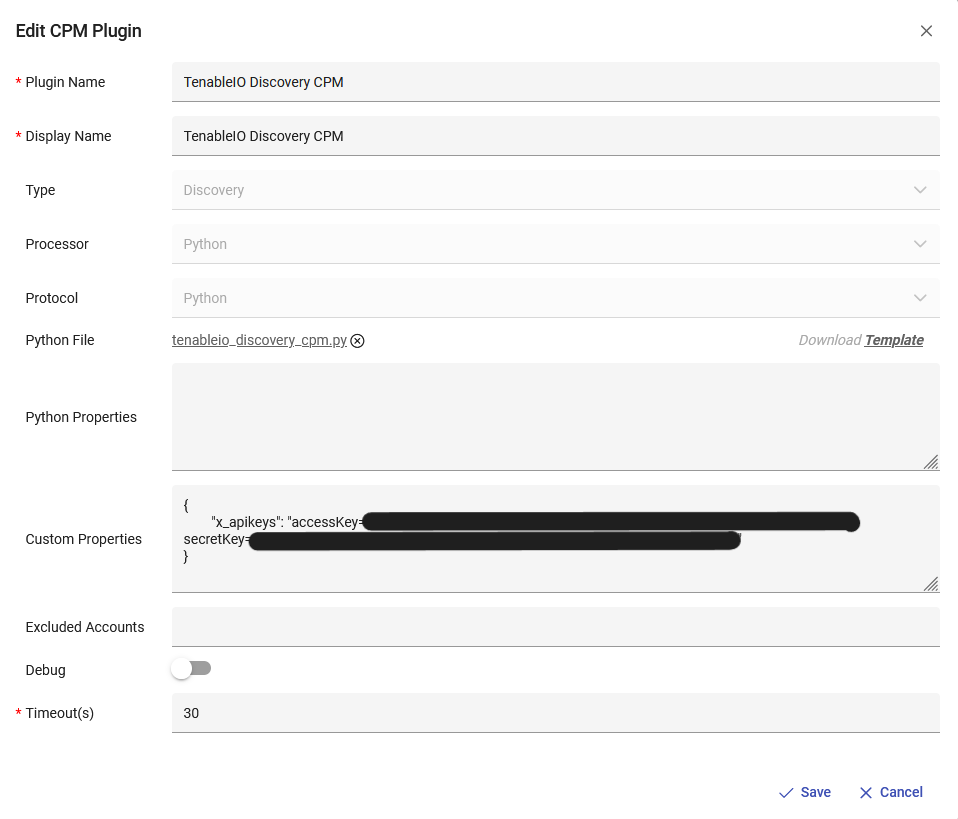 Edit CPM Plugin
* Plugin Name TenableIO Discovery CPM
* Display Name TenableIO Discovery CPM
Type Discovery
Processor Python
Protocol Python
Python File tenableio_discovery_cpm.py Download Template
Python Properties
Custom Properties
{
"x_apikeys": "accessKey=
secretKey=
}
Excluded Accounts
Debug
* Timeout(s) 30
Save Cancel